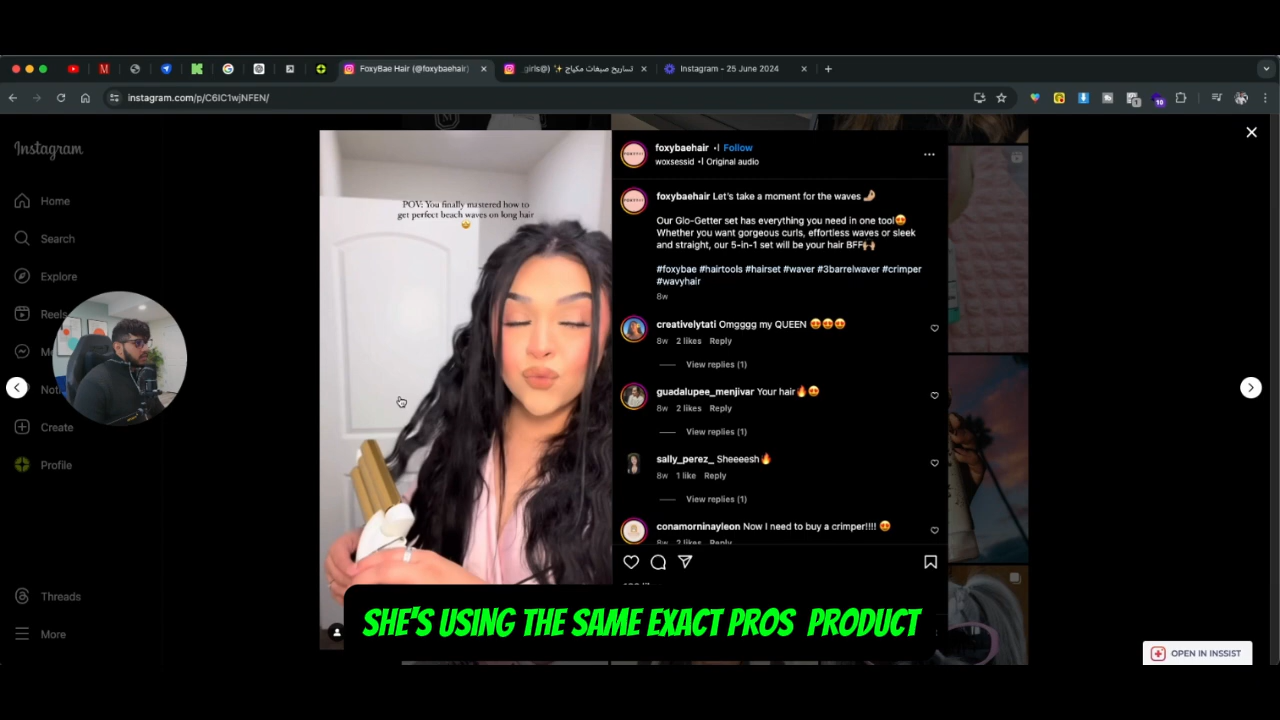 FoxyBae Hair (@foxybaehair)
تساريح صبغات مكياج ✨ (@girls
Instagram - 25 June 2024
instagram.com/p/C6IC1wjNFEN/
Instagram
Home
Search
Explore
Reels
Create
Profile
Threads
More
POV: You finally mastered how to
get perfect beach waves on long hair
🤩
foxybaehair • Follow
woxsessid • Original audio
foxybaehair Let's take a moment for the waves 👌🏼
Our Glo-Getter set has everything you need in one tool😍
Whether you want gorgeous curls, effortless waves or sleek
and straight, our 5-in-1 set will be your hair BFF🙌🏼
#foxybae #hairtools #hairset #waver #3barrelwaver #crimper
#wavyhair
8w
creativelytati Omgggg my QUEEN 😍😍😍
8w 2 likes Reply
View replies (1)
guadalupee_menjivar Your hair🔥😍
8w 2 likes Reply
View replies (1)
sally_perez_ Sheeeesh🔥
8w 1 like Reply
View replies (1)
conamorninayleon Now I need to buy a crimper!!!! 😍
8w 2 likes Reply
SHE'S USING THE SAME EXACT PROS PRODUCT
OPEN IN INSSIST